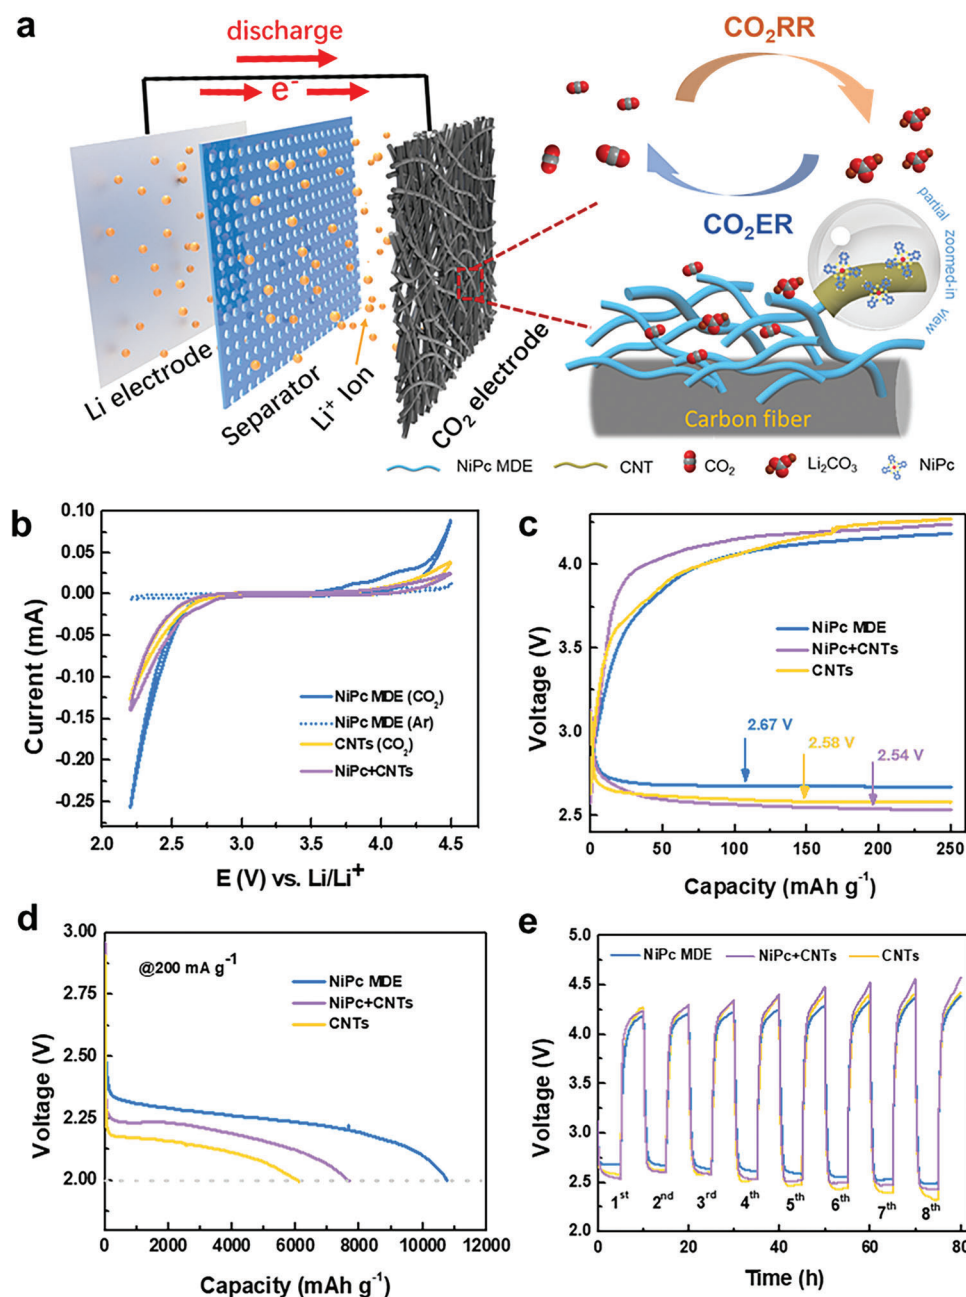 a
discharge
e⁻
Li electrode
Separator
Li⁺ Ion
CO₂ electrode
CO₂RR
CO₂ER
partial zoomed-in view
Carbon fiber
NiPc MDE
CNT
CO₂
Li₂CO₃
NiPc
b
Current (mA)
0.10
0.05
0.00
-0.05
-0.10
-0.15
-0.20
-0.25
NiPc MDE (CO₂)
NiPc MDE (Ar)
CNTs (CO₂)
NiPc+CNTs
2.0 2.5 3.0 3.5 4.0 4.5
E (V) vs. Li/Li⁺
c
Voltage (V)
4.0
3.5
3.0
2.5
NiPc MDE
NiPc+CNTs
CNTs
2.67 V
2.58 V
2.54 V
0 50 100 150 200 250
Capacity (mAh g⁻¹)
d
Voltage (V)
3.00
2.75
2.50
2.25
2.00
1.75
@200 mA g⁻¹
NiPc MDE
NiPc+CNTs
CNTs
0 2000 4000 6000 8000 10000 12000
Capacity (mAh g⁻¹)
e
Voltage (V)
5.0
4.5
4.0
3.5
3.0
2.5
2.0
NiPc MDE NiPc+CNTs CNTs
1ˢᵗ 2ⁿᵈ 3ʳᵈ 4ᵗʰ 5ᵗʰ 6ᵗʰ 7ᵗʰ 8ᵗʰ
0 20 40 60 80
Time (h)